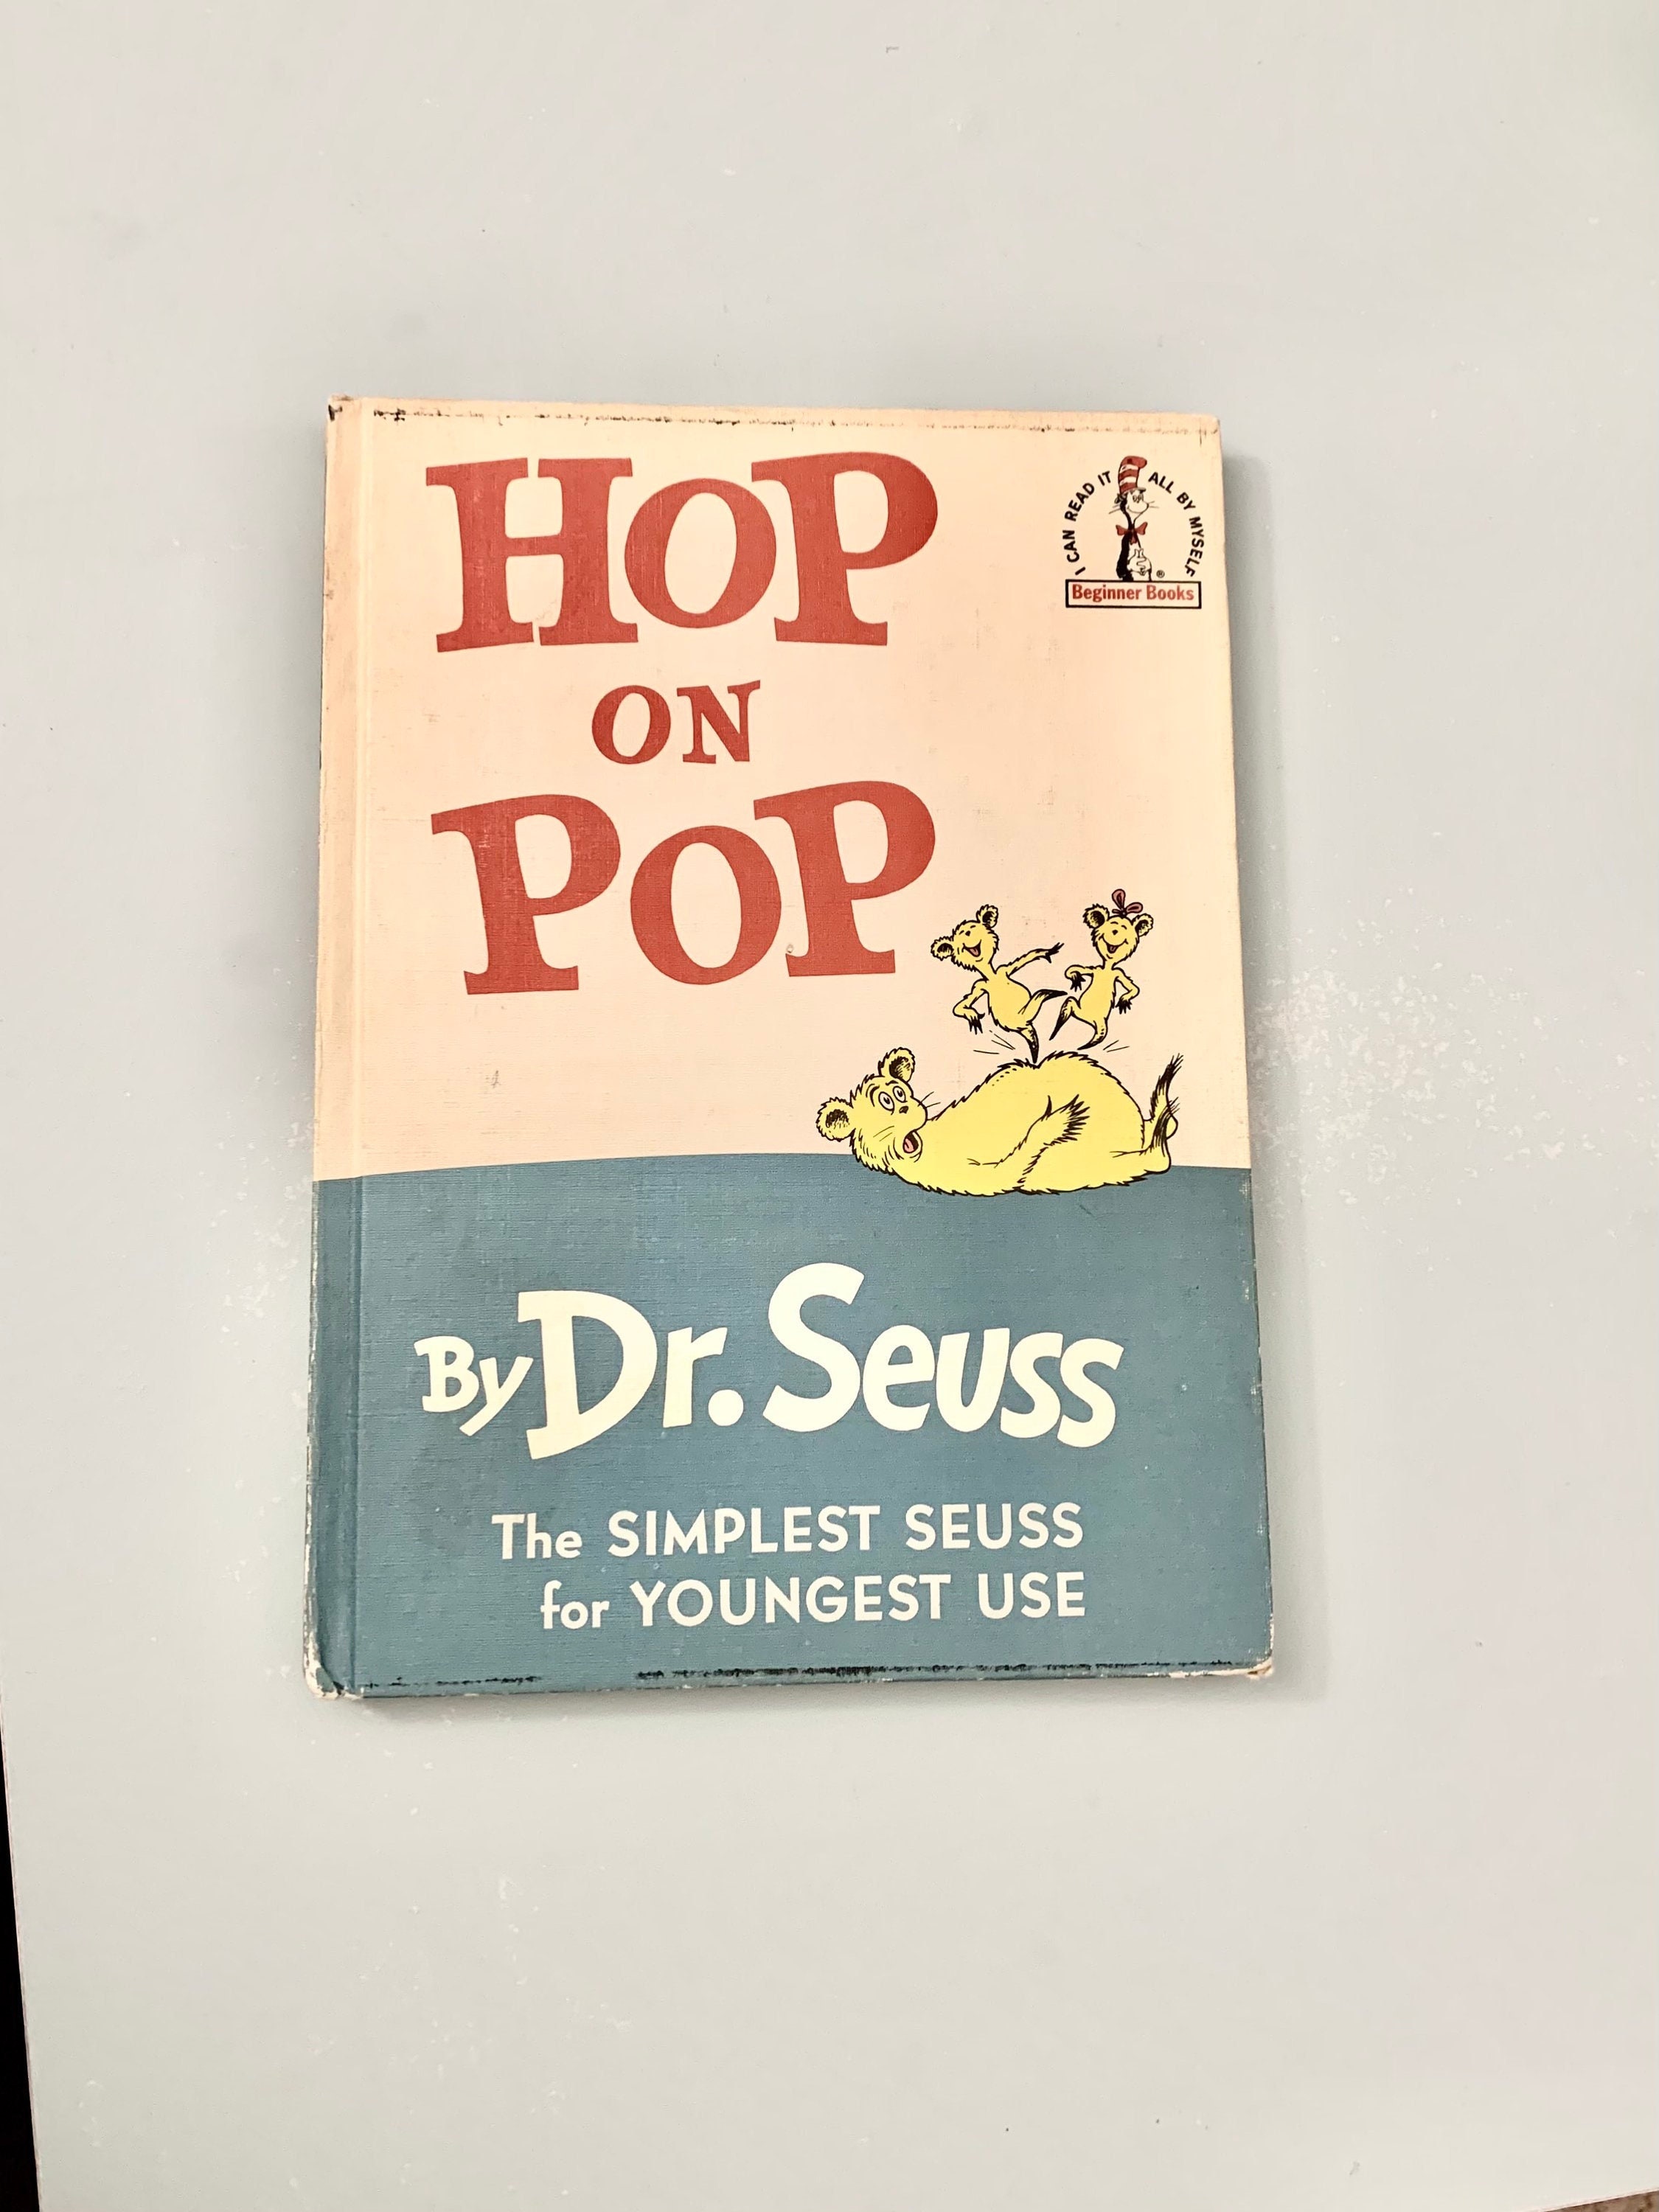 HOP
ON
POP
I CAN READ IT ALL BY MYSELF
®
Beginner Books
By Dr. Seuss
The SIMPLEST SEUSS
for YOUNGEST USE